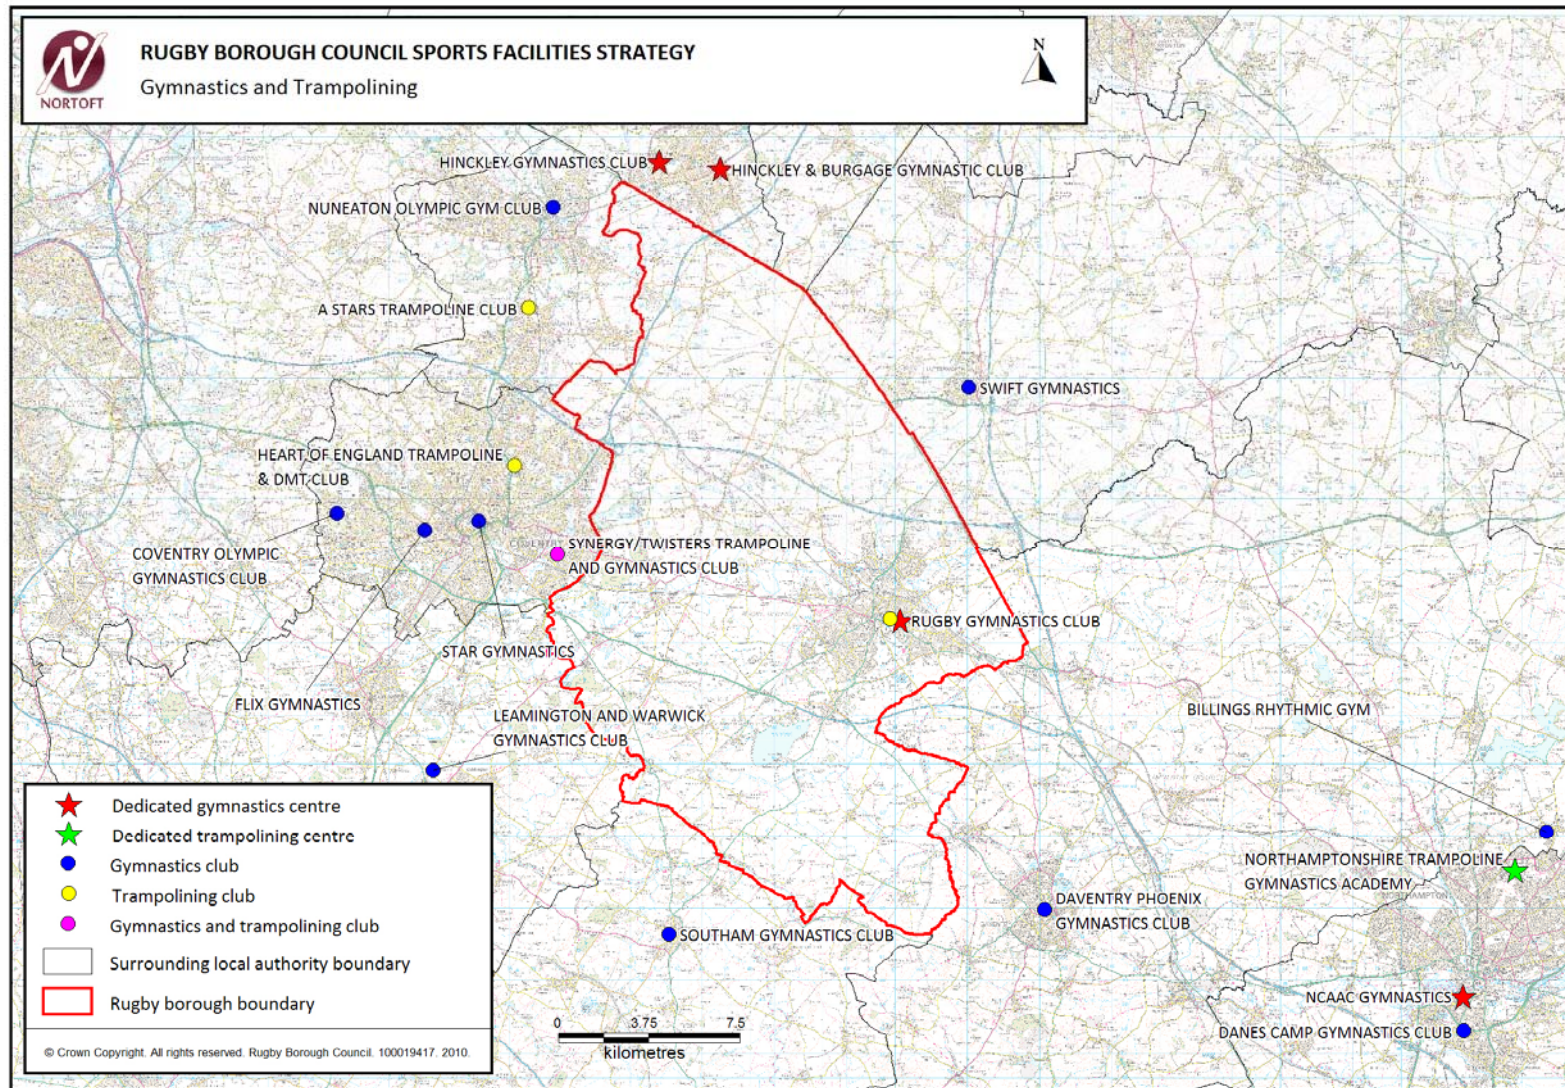 RUGBY BOROUGH COUNCIL SPORTS FACILITIES STRATEGY
Gymnastics and Trampolining
NORTOFT
N
HINCKLEY GYMNASTICS CLUB
HINCKLEY & BURGAGE GYMNASTIC CLUB
NUNEATON OLYMPIC GYM CLUB
A STARS TRAMPOLINE CLUB
SWIFT GYMNASTICS
HEART OF ENGLAND TRAMPOLINE
& DMT CLUB
COVENTRY OLYMPIC
GYMNASTICS CLUB
SYNERGY/TWISTERS TRAMPOLINE
AND GYMNASTICS CLUB
RUGBY GYMNASTICS CLUB
STAR GYMNASTICS
FLIX GYMNASTICS
LEAMINGTON AND WARWICK
GYMNASTICS CLUB
BILLINGS RHYTHMIC GYM
NORTHAMPTONSHIRE TRAMPOLINE
GYMNASTICS ACADEMY
DAVENTRY PHOENIX
GYMNASTICS CLUB
SOUTHAM GYMNASTICS CLUB
NCAAC GYMNASTICS
DANES CAMP GYMNASTICS CLUB
Dedicated gymnastics centre
Dedicated trampolining centre
Gymnastics club
Trampolining club
Gymnastics and trampolining club
Surrounding local authority boundary
Rugby borough boundary
© Crown Copyright. All rights reserved. Rugby Borough Council. 100019417. 2010.
0 3.75 7.5
kilometres